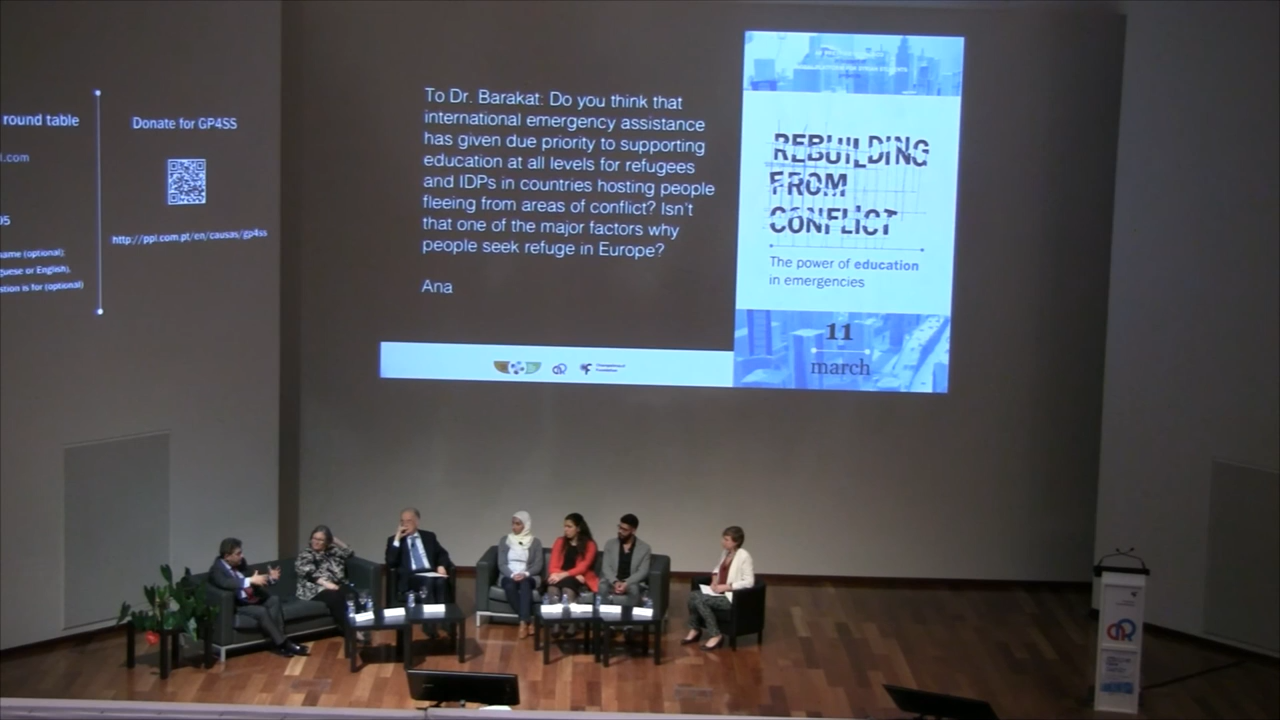 round table
l.com
05
ame (optional);
guese or English),
stion is for (optional)
Donate for GP4SS
http://ppl.com.pt/en/causas/gp4ss
To Dr. Barakat: Do you think that
international emergency assistance
has given due priority to supporting
education at all levels for refugees
and IDPs in countries hosting people
fleeing from areas of conflict? Isn't
that one of the major factors why
people seek refuge in Europe?
Ana
REBUILDING
FROM
CONFLICT
The power of education
in emergencies
11
march